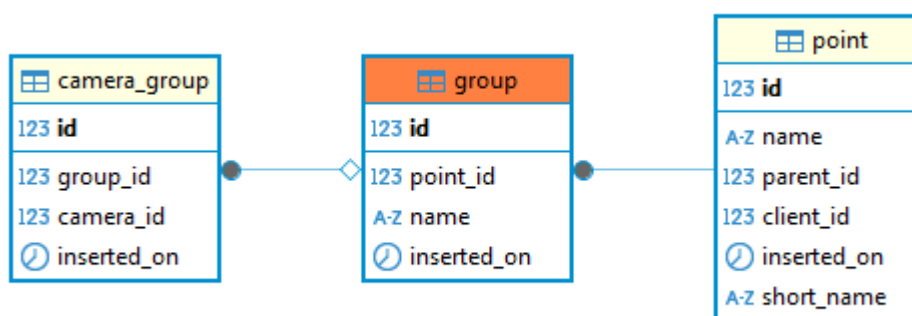 camera_group
123 id
123 group_id
123 camera_id
inserted_on
group
123 id
123 point_id
A-Z name
inserted_on
point
123 id
A-Z name
123 parent_id
123 client_id
inserted_on
A-Z short_name